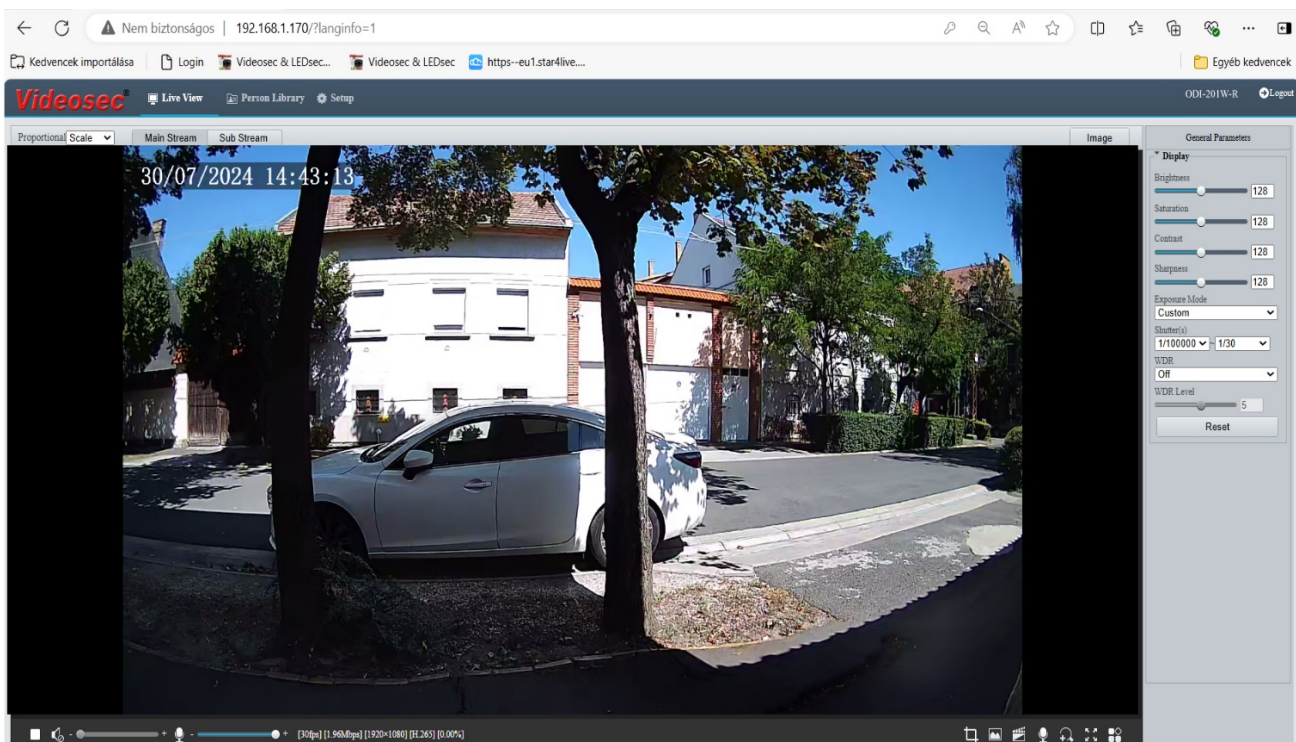 Nem biztonságos | 192.168.1.170/?langinfo=1
Kedvencek importálása Login Videosec & LEDsec... Videosec & LEDsec https--eu1.star4live.... Egyéb kedvencek
Videosec® Live View Person Library Setup ODI-201W-R Logout
Proportional Scale Main Stream Sub Stream Image General Parameters
30/07/2024 14:43:13
Display
Brightness
128
Saturation
128
Contrast
128
Sharpness
128
Exposure Mode
Custom
Shutter(s)
1/100000 ~ 1/30
WDR
Off
WDR Level
5
Reset
- + - + [30fps] [1.96Mbps] [1920×1080] [H.265] [0.00%]